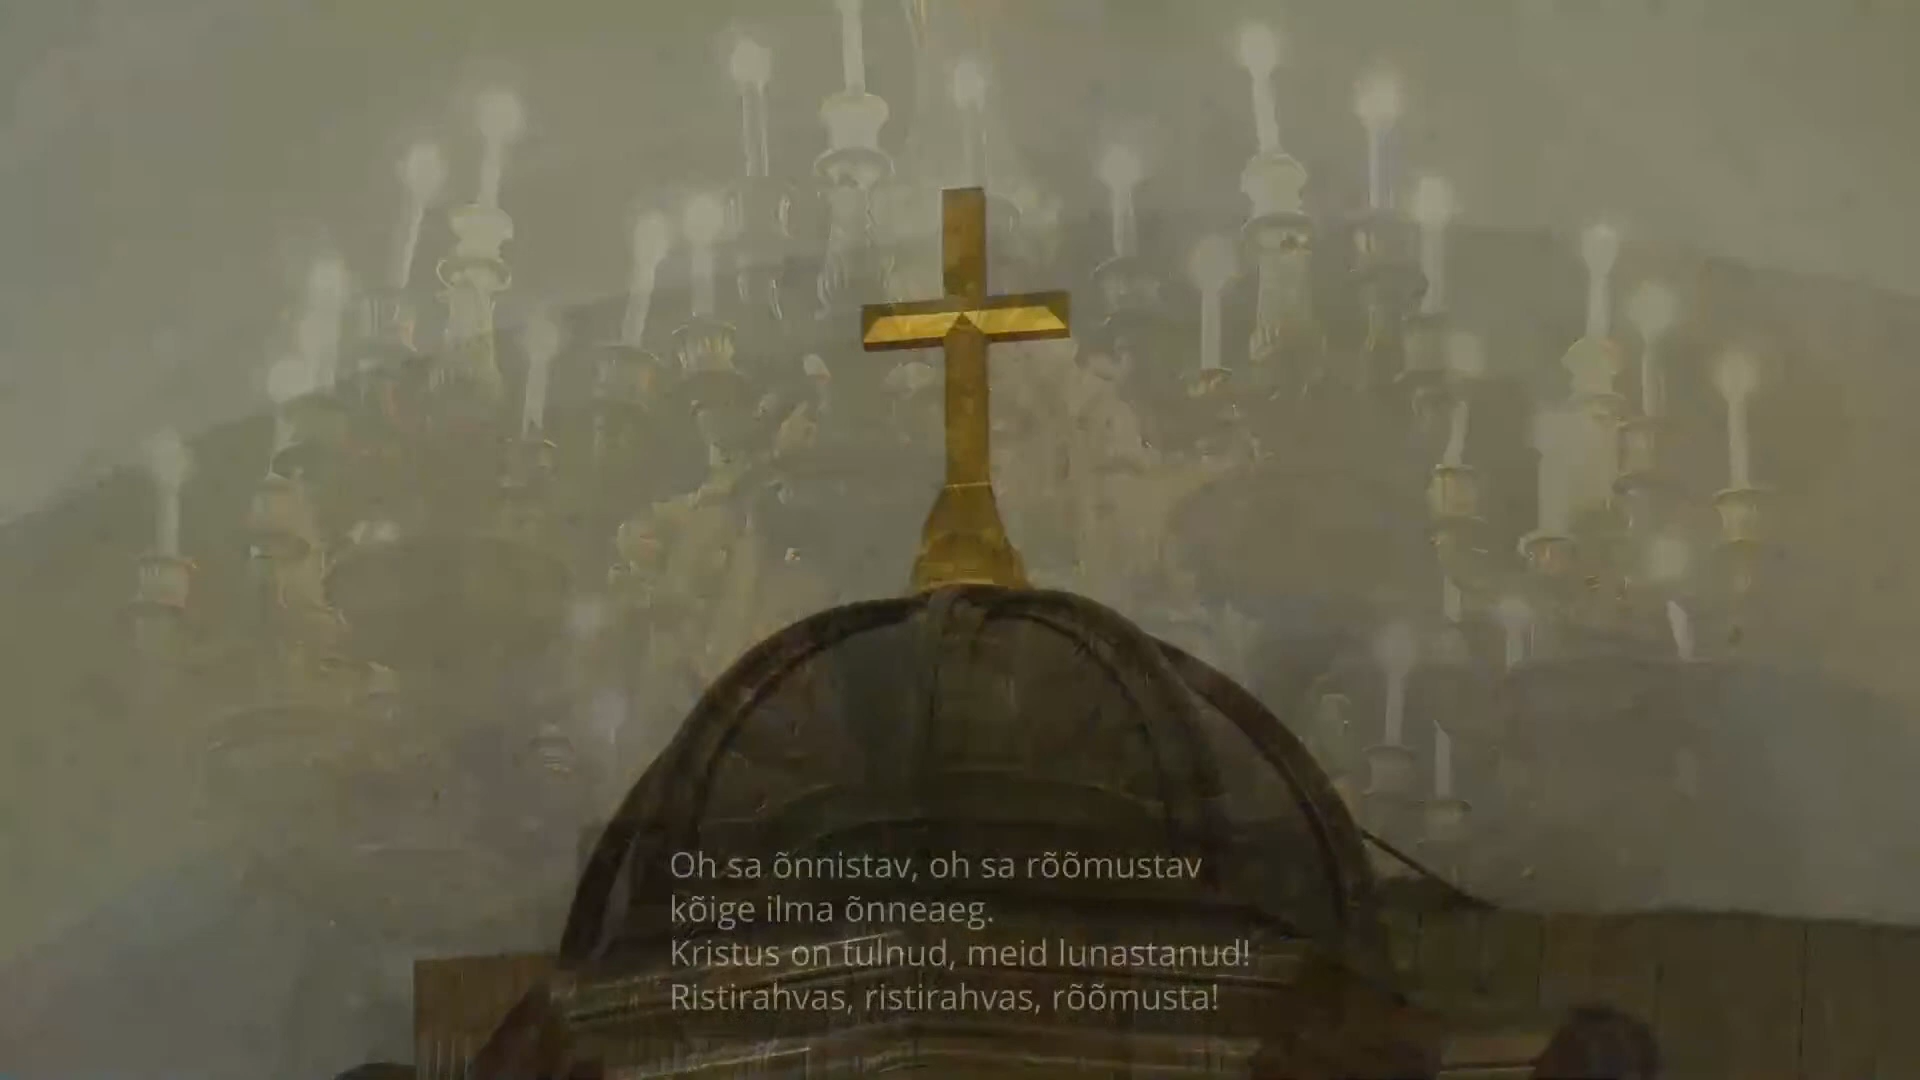 Oh sa õnnistav, oh sa rõõmustav
kõige ilma õnneaeg.
Kristus on tulnud, meid lunastanud!
Ristirahvas, ristirahvas, rõõmusta!